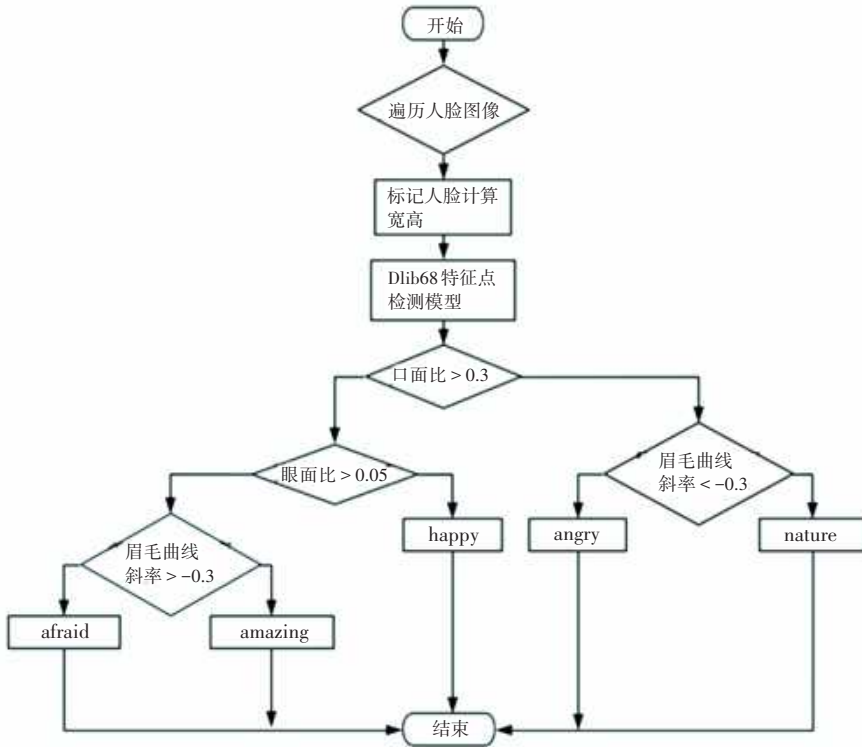 开始
遍历人脸图像
标记人脸计算
宽高
Dlib68特征点
检测模型
口面比>0.3
眼面比>0.05
眉毛曲线
斜率<-0.3
眉毛曲线
斜率>-0.3
happy
angry
nature
afraid
amazing
结束